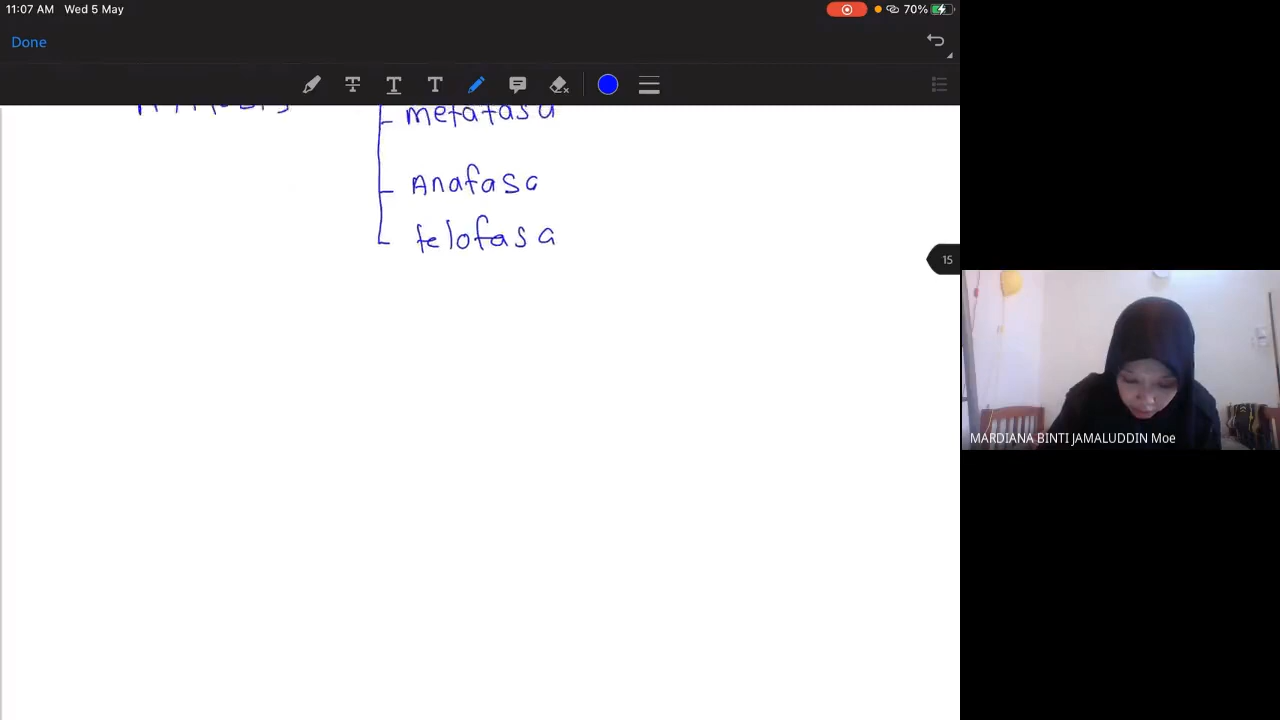 11:07 AM Wed 5 May
70%
Done
T T T
metafasa
Anafasa
telofasa
15
MARDIANA BINTI JAMALUDDIN Moe